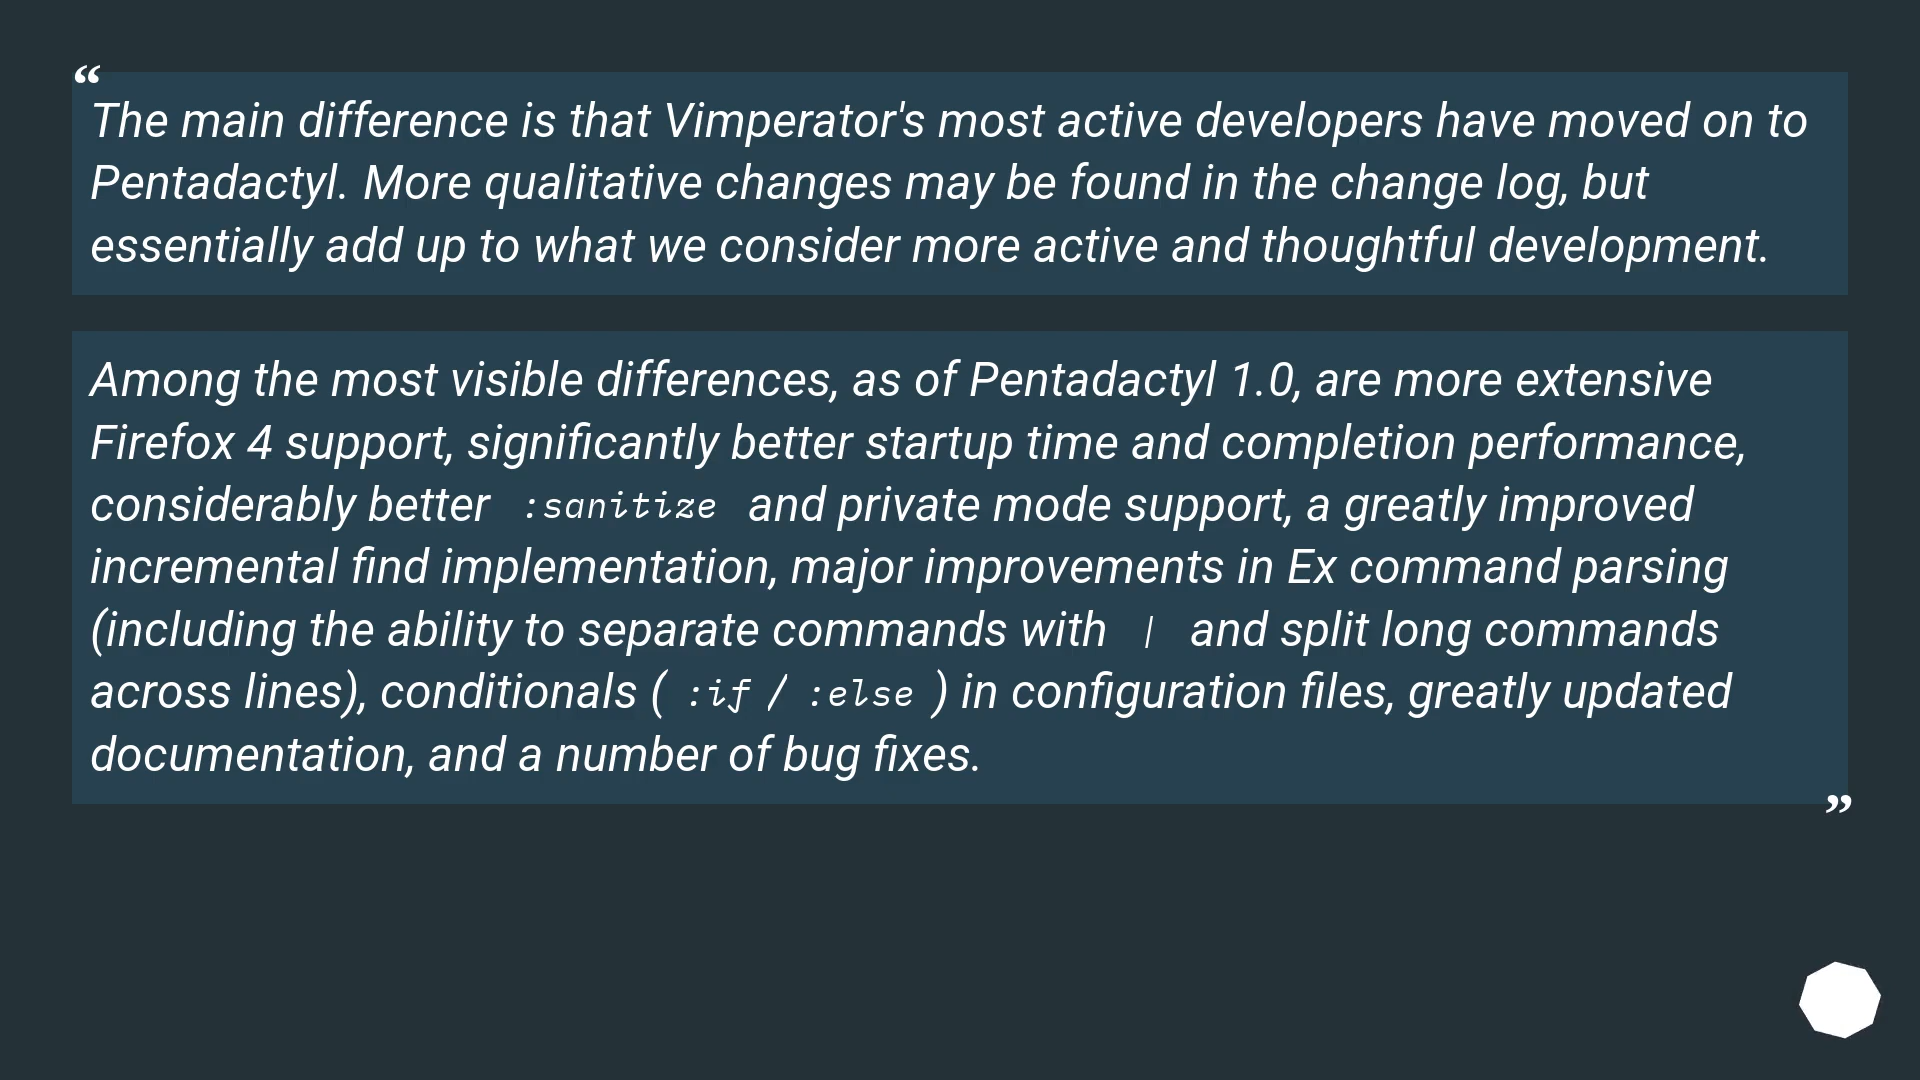 “
The main difference is that Vimperator's most active developers have moved on to
Pentadactyl. More qualitative changes may be found in the change log, but
essentially add up to what we consider more active and thoughtful development.
Among the most visible differences, as of Pentadactyl 1.0, are more extensive
Firefox 4 support, significantly better startup time and completion performance,
considerably better :sanitize and private mode support, a greatly improved
incremental find implementation, major improvements in Ex command parsing
(including the ability to separate commands with | and split long commands
across lines), conditionals ( :if / :else ) in configuration files, greatly updated
documentation, and a number of bug fixes.
”